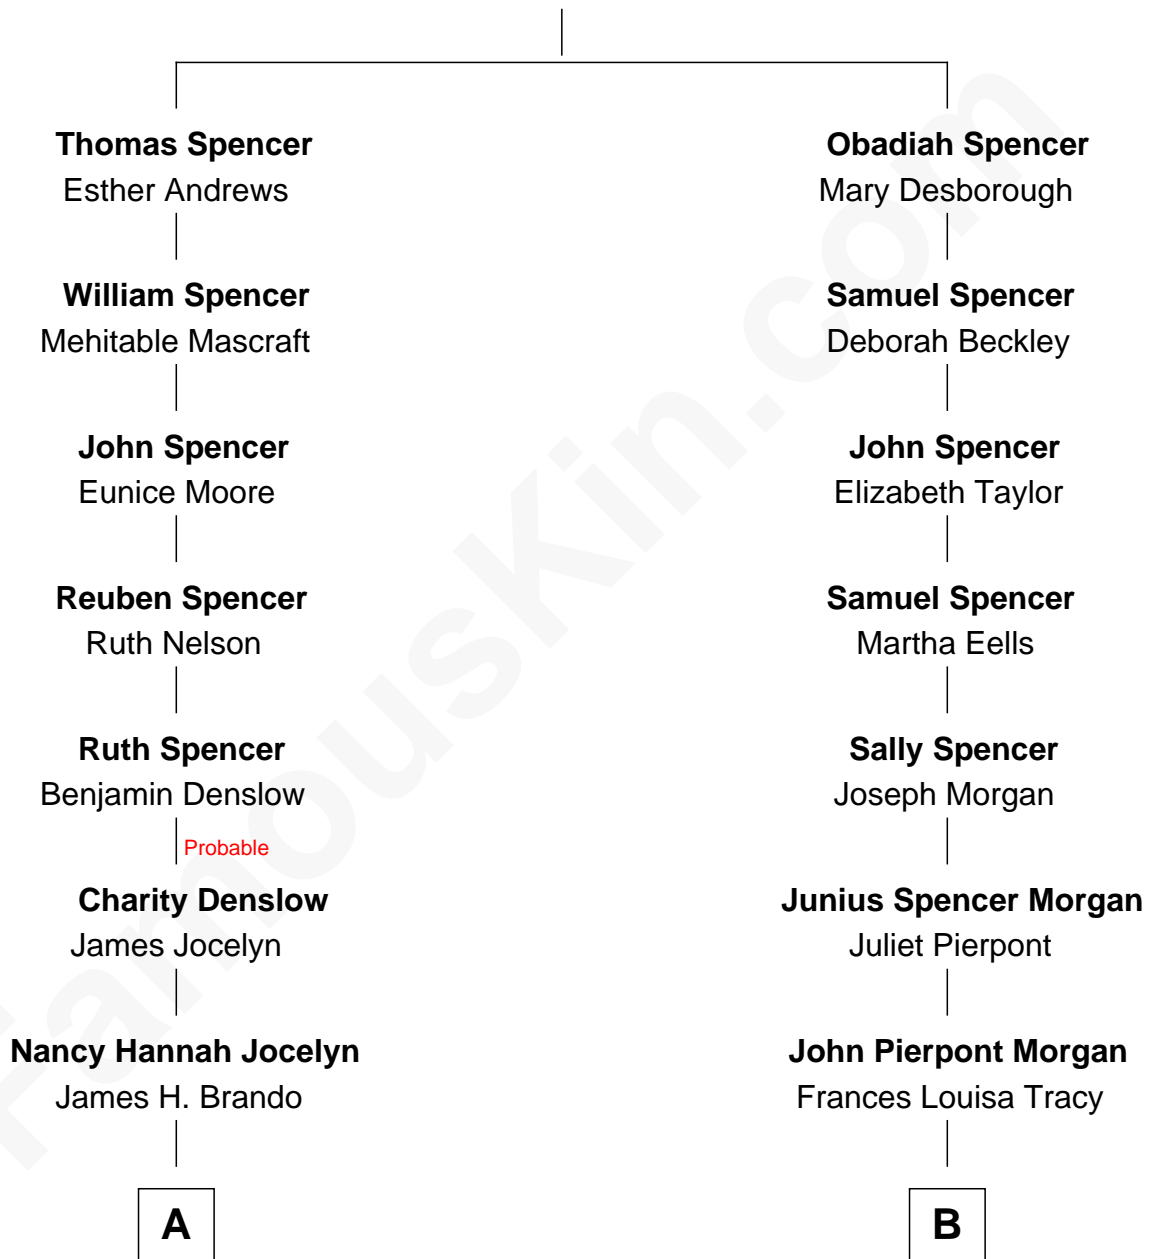 Thomas Spencer
Esther Andrews
William Spencer
Mehitable Mascraft
John Spencer
Eunice Moore
Reuben Spencer
Ruth Nelson
Ruth Spencer
Benjamin Denslow
Probable
Charity Denslow
James Jocelyn
Nancy Hannah Jocelyn
James H. Brando
A
Obadiah Spencer
Mary Desborough
Samuel Spencer
Deborah Beckley
John Spencer
Elizabeth Taylor
Samuel Spencer
Martha Eells
Sally Spencer
Joseph Morgan
Junius Spencer Morgan
Juliet Pierpont
John Pierpont Morgan
Frances Louisa Tracy
B
FamousKin.com